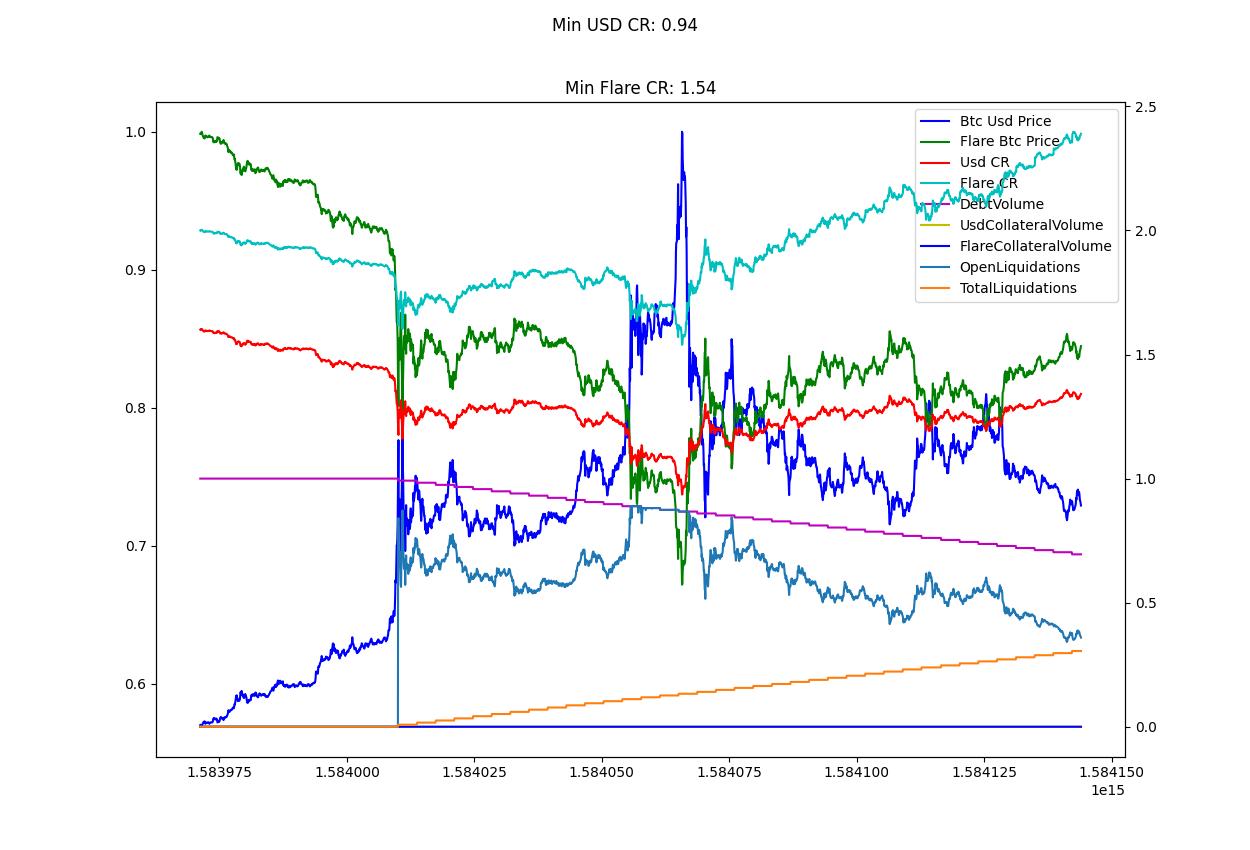 Min USD CR: 0.94
Min Flare CR: 1.54
1.0
0.9
0.8
0.7
0.6
2.5
2.0
1.5
1.0
0.5
0.0
Btc Usd Price
Flare Btc Price
Usd CR
Flare CR
DebtVolume
UsdCollateralVolume
FlareCollateralVolume
OpenLiquidations
TotalLiquidations
1.583975 1.584000 1.584025 1.584050 1.584075 1.584100 1.584125 1.584150
1e15